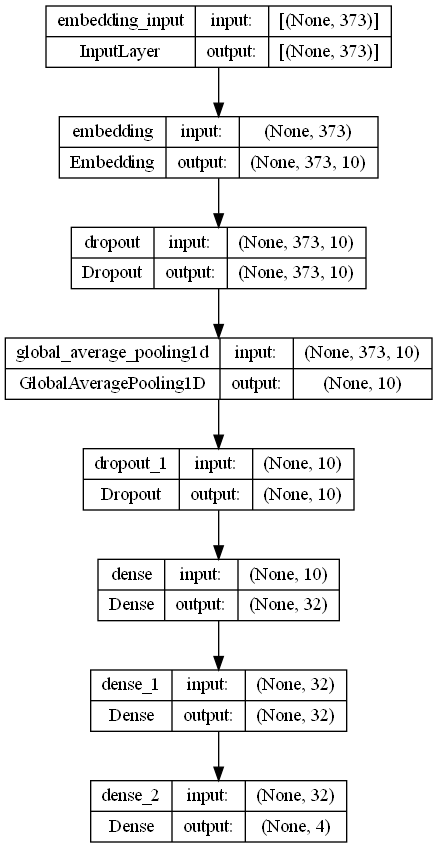 embedding_input input: [(None, 373)]
InputLayer output: [(None, 373)]
embedding input: (None, 373)
Embedding output: (None, 373, 10)
dropout input: (None, 373, 10)
Dropout output: (None, 373, 10)
global_average_pooling1d input: (None, 373, 10)
GlobalAveragePooling1D output: (None, 10)
dropout_1 input: (None, 10)
Dropout output: (None, 10)
dense input: (None, 10)
Dense output: (None, 32)
dense_1 input: (None, 32)
Dense output: (None, 32)
dense_2 input: (None, 32)
Dense output: (None, 4)